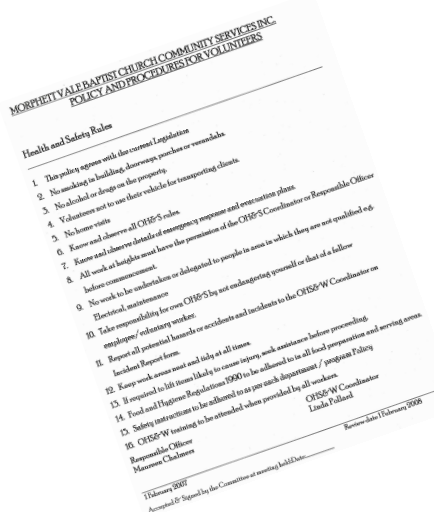 MORPHETT VALE BAPTIST CHURCH COMMUNITY SERVICES INC.
POLICY AND PROCEDURES FOR VOLUNTEERS
Health and Safety Rules
1. This policy agrees with the current Legislation
2. No smoking in building, doorways, porches or verandahs.
3. No alcohol or drugs on the property.
4. Volunteers not to use their vehicle for transporting clients.
5. No home visits
6. Know and observe all OH&S rules.
7. Know and observe details of emergency response and evacuation plans.
8. All work at heights must have the permission of the OH&S Coordinator or Responsible Officer
before commencement.
9. No work to be undertaken or delegated to people in area in which they are not qualified eg.
Electrical, maintenance
10. Take responsibility for own OH&S by not endangering yourself or that of a fellow
employee/voluntary worker.
11. Report all potential hazards or accidents and incidents to the OHS&W Coordinator on
Incident Report form.
12. Keep work areas neat and tidy at all times.
13. If required to lift items likely to cause injury, seek assistance before proceeding.
14. Food and Hygiene Regulations 1990 to be adhered to in all food preparation and serving areas.
15. Safety instructions to be adhered to as per each department / program Policy
16. OHS&W training to be attended when provided by all workers.
Responsible Officer OHS&W Coordinator
Maureen Chalmers Linda Pollard
1 February 2007 Review date 1 February 2008
Accepted & Signed by the Committee at meeting held Date: